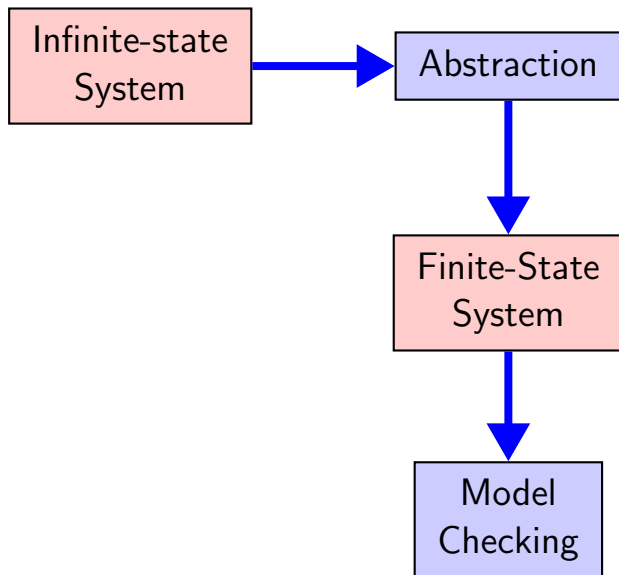 Infinite-state
System
Abstraction
Finite-State
System
Model
Checking